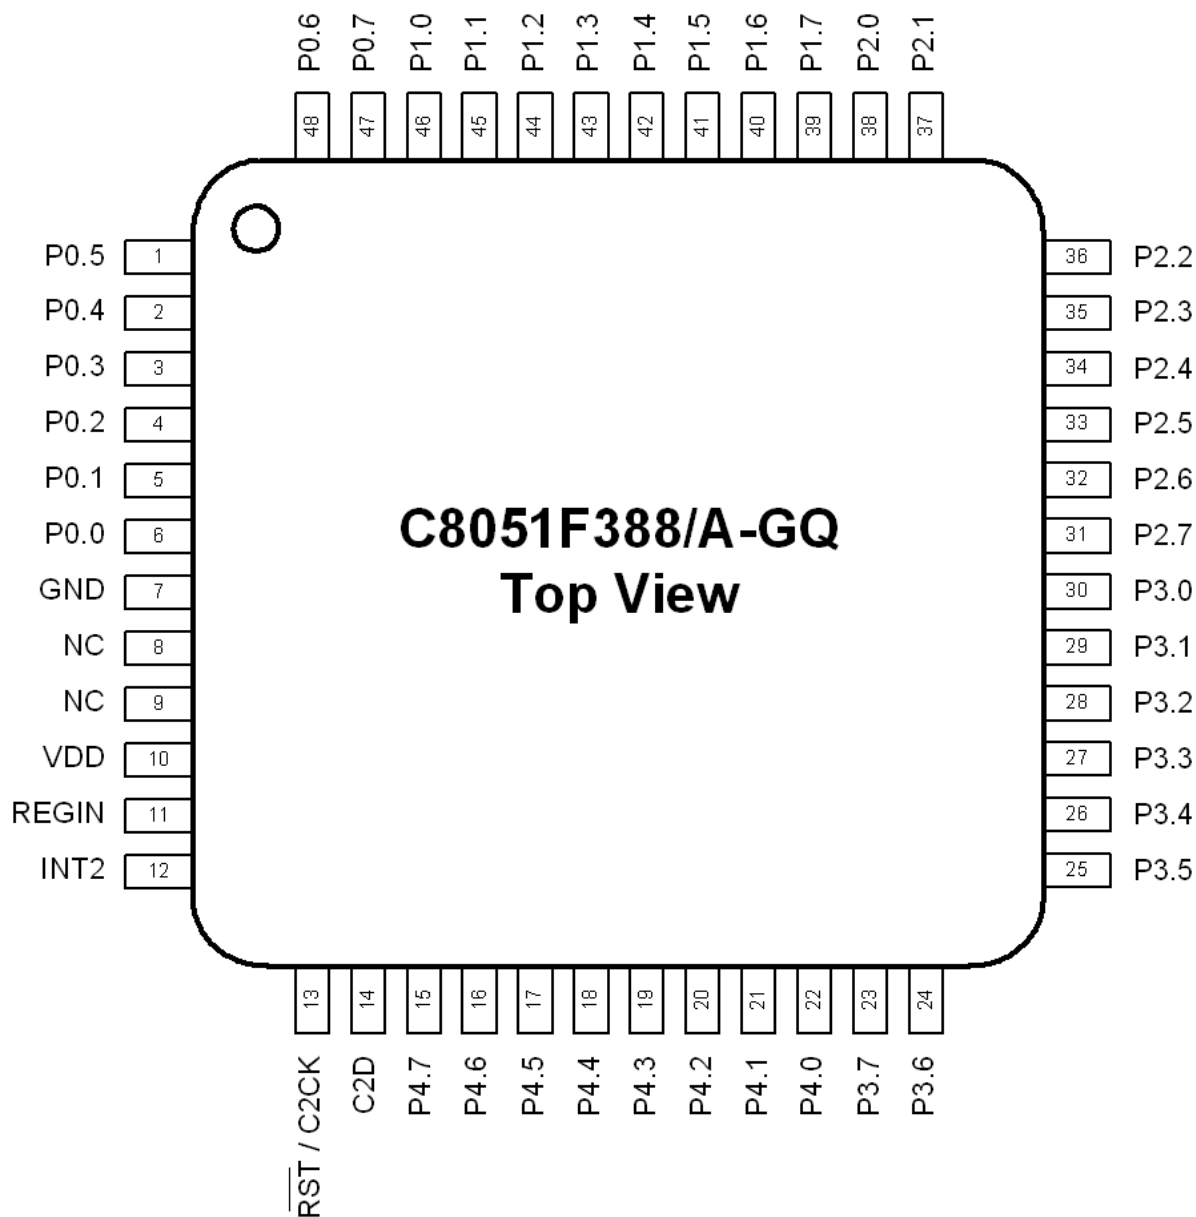 P0.6 P0.7 P1.0 P1.1 P1.2 P1.3 P1.4 P1.5 P1.6 P1.7 P2.0 P2.1
48 47 46 45 44 43 42 41 40 39 38 37
P0.5 1
P0.4 2
P0.3 3
P0.2 4
P0.1 5
P0.0 6
GND 7
NC 8
NC 9
VDD 10
REGIN 11
INT2 12
C8051F388/A-GQ
Top View
36 P2.2
35 P2.3
34 P2.4
33 P2.5
32 P2.6
31 P2.7
30 P3.0
29 P3.1
28 P3.2
27 P3.3
26 P3.4
25 P3.5
13 14 15 16 17 18 19 20 21 22 23 24
R̅S̅T̅ / C2CK C2D P4.7 P4.6 P4.5 P4.4 P4.3 P4.2 P4.1 P4.0 P3.7 P3.6